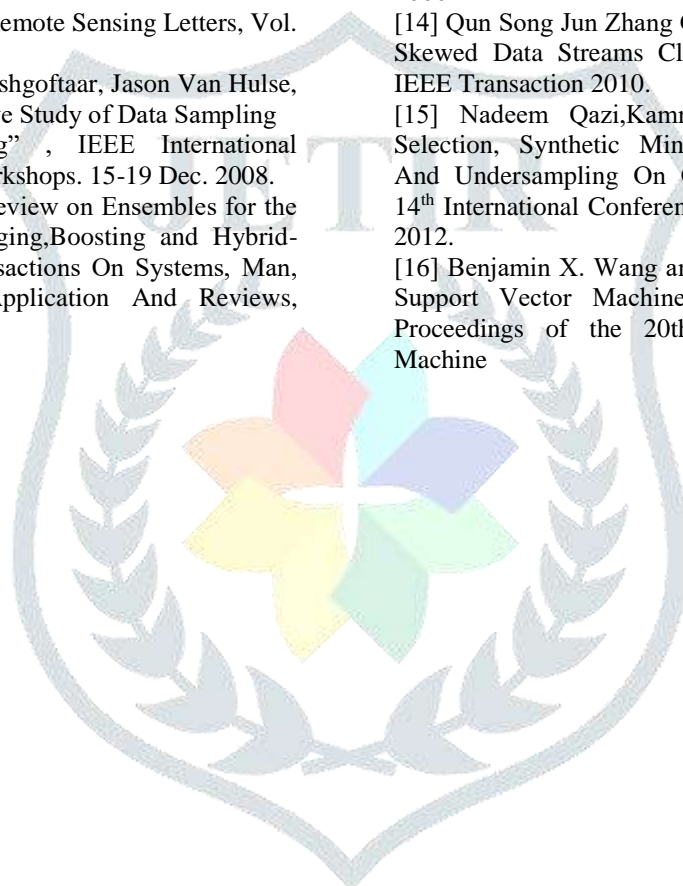 emote Sensing Letters, Vol.
shgoftaar, Jason Van Hulse,
e Study of Data Sampling
g” , IEEE International
rkshops. 15-19 Dec. 2008.
eview on Ensembles for the
ging,Boosting and Hybrid-
sactions On Systems, Man,
Application And Reviews,
[14] Qun Song Jun Zhang
Skewed Data Streams Cl
IEEE Transaction 2010.
[15] Nadeem Qazi,Kamr
Selection, Synthetic Min
And Undersampling On
14th International Conferen
2012.
[16] Benjamin X. Wang an
Support Vector Machine
Proceedings of the 20th
Machine
JETIR